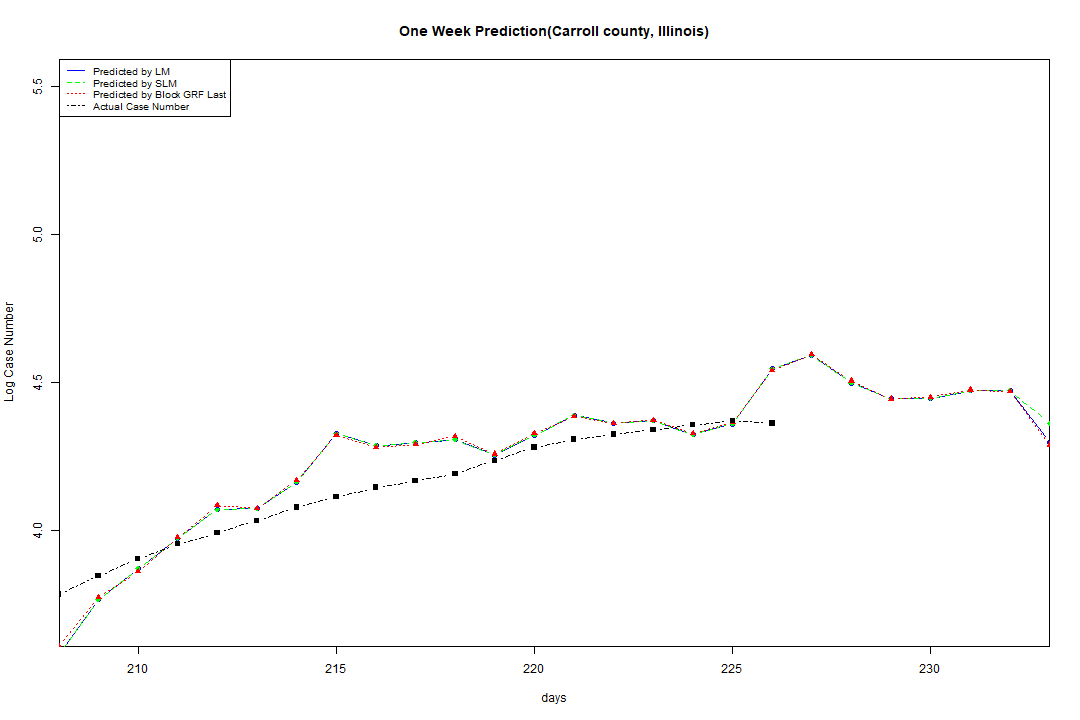 One Week Prediction(Carroll county, Illinois)
Predicted by LM
Predicted by SLM
Predicted by Block GRF Last
Actual Case Number
Log Case Number
5.5
5.0
4.5
4.0
210 215 220 225 230
days